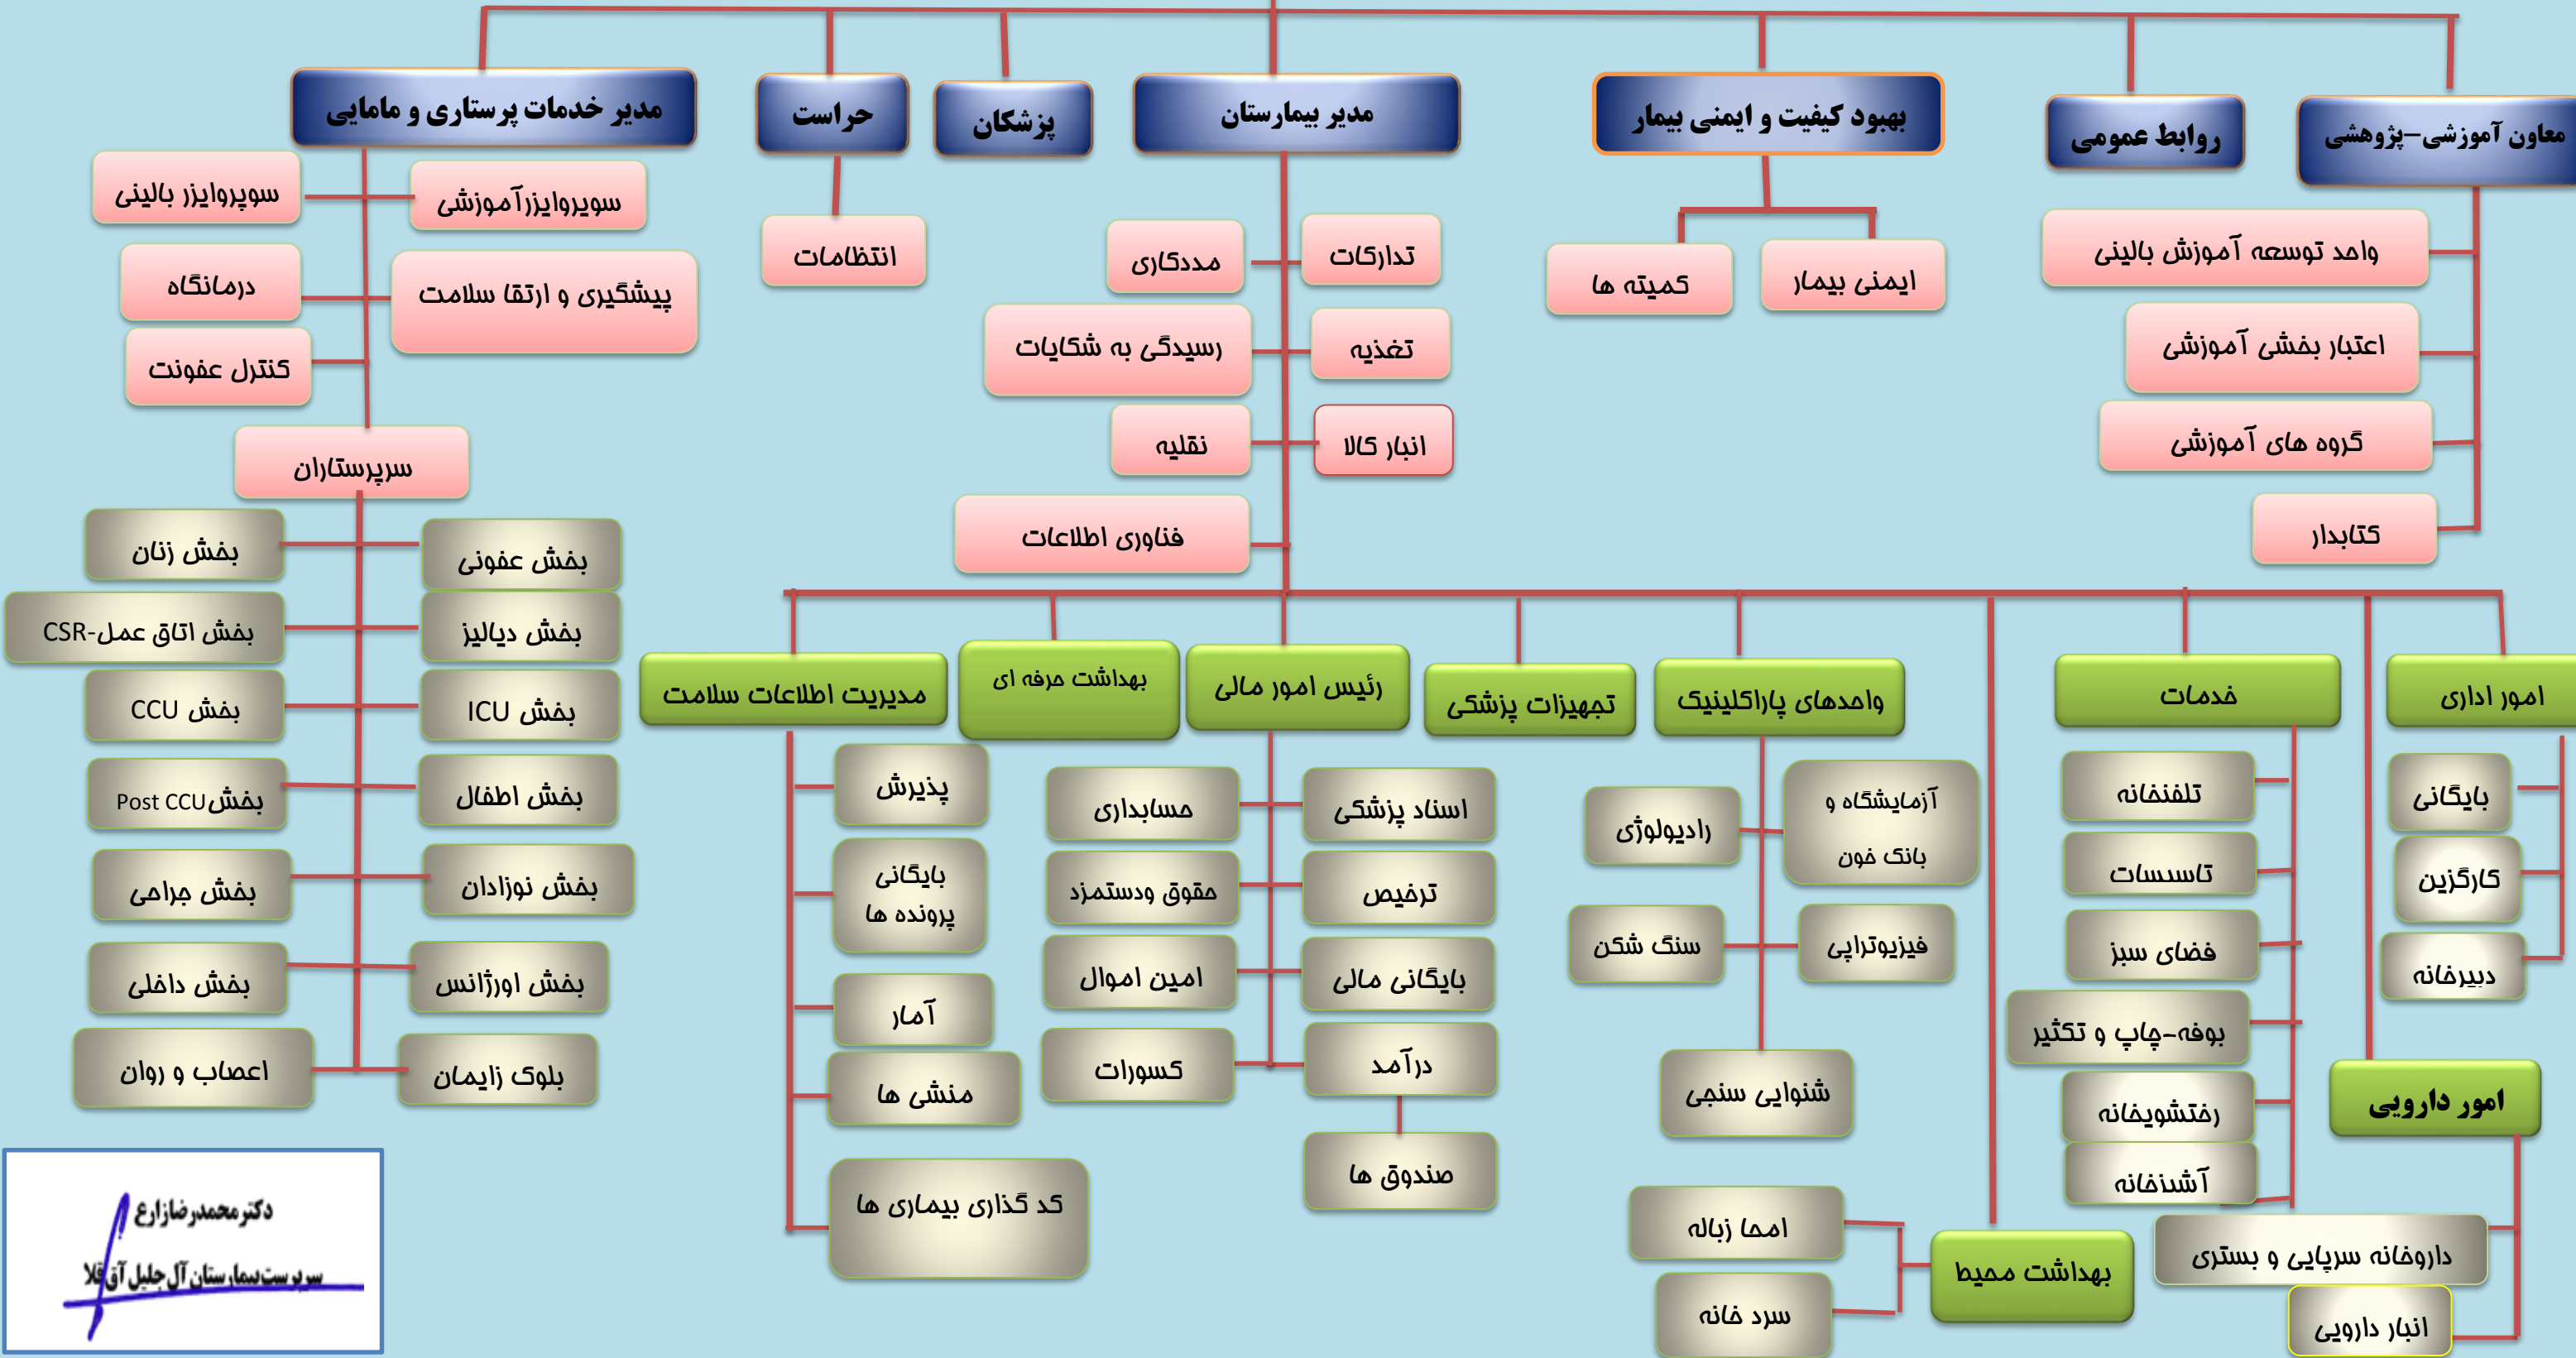 معاون آموزشی-پژوهشی
روابط عمومی
بهبود کیفیت و ایمنی بیمار
مدیر بیمارستان
پزشکان
حراست
مدیر خدمات پرستاری و مامایی
واحد توسعه آموزش بالینی
اعتبار بخشی آموزشی
گروه های آموزشی
کتابدار
ایمنی بیمار
کمیته ها
تدارکات
مددکاری
تغذیه
رسیدگی به شکایات
انبار کالا
نقلیه
فناوری اطلاعات
انتظامات
سوپروایزرآموزشی
سوپروایزر بالینی
پیشگیری و ارتقا سلامت
درمانگاه
کنترل عفونت
سرپرستاران
بخش عفونی
بخش زنان
بخش دیالیز
بخش اتاق عمل-CSR
بخش ICU
بخش CCU
بخش اطفال
بخش Post CCU
بخش نوزادان
بخش جراحی
بخش اورژانس
بخش داخلی
بلوک زایمان
اعصاب و روان
امور اداری
بایگانی
کارگزین
دبیرخانه
امور دارویی
داروخانه سرپایی و بستری
انبار دارویی
خدمات
تلفنخانه
تاسسات
فضای سبز
بوفه-چاپ و تکثیر
رختشویخانه
آشزخانه
بهداشت محیط
امحا زباله
سرد خانه
واحدهای پاراکلینیک
آزمایشگاه و
بانک خون
رادیولوژی
فیزیوتراپی
سنگ شکن
شنوایی سنجی
تجهیزات پزشکی
رئیس امور مالی
اسناد پزشکی
حسابداری
ترخیص
حقوق ودستمزد
بایگانی مالی
امین اموال
درآمد
کسورات
صندوق ها
بهداشت حرفه ای
مدیریت اطلاعات سلامت
پذیرش
بایگانی
پرونده ها
آمار
منشی ها
کد گذاری بیماری ها
دکتر محمدرضا زارع
سرپرست بیمارستان آل جلیل آق قلا